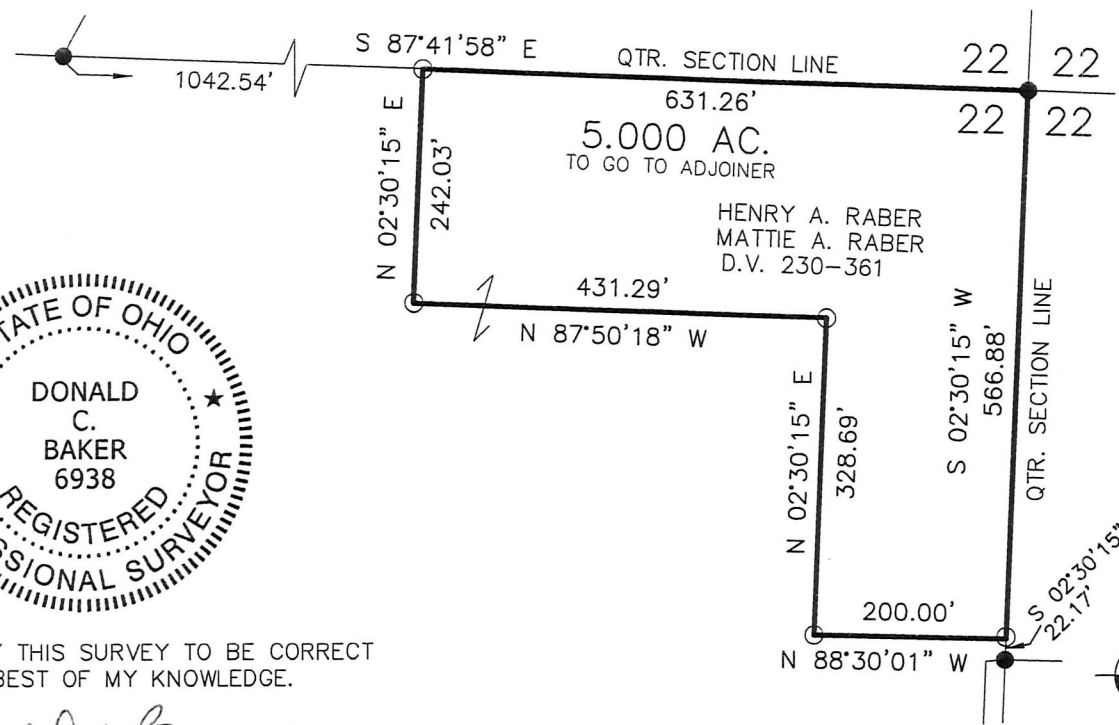 S 87°41'58" E
QTR. SECTION LINE
22 22
1042.54'
631.26'
22 22
5.000 AC.
TO GO TO ADJOINER
N 02°30'15" E
242.03'
HENRY A. RABER
MATTIE A. RABER
D.V. 230-361
431.29'
N 87°50'18" W
S 02°30'15" W
566.88'
QTR. SECTION LINE
N 02°30'15" E
328.69'
STATE OF OHIO
DONALD
C.
BAKER
6938
REGISTERED
SURVEYOR
200.00'
N 88°30'01" W
S 02°30'15"
22.17'
THIS SURVEY TO BE CORRECT
BEST OF MY KNOWLEDGE.